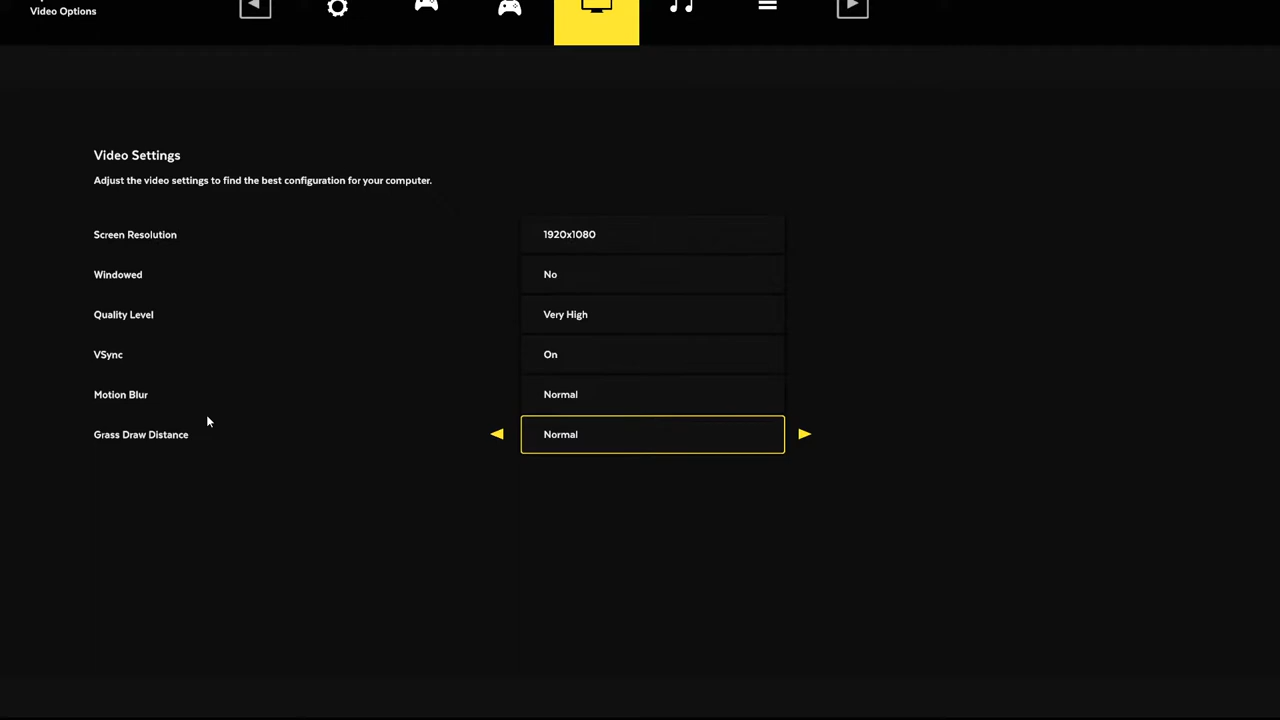 Video Options
Video Settings
Adjust the video settings to find the best configuration for your computer.
Screen Resolution 1920x1080
Windowed No
Quality Level Very High
VSync On
Motion Blur Normal
Grass Draw Distance Normal